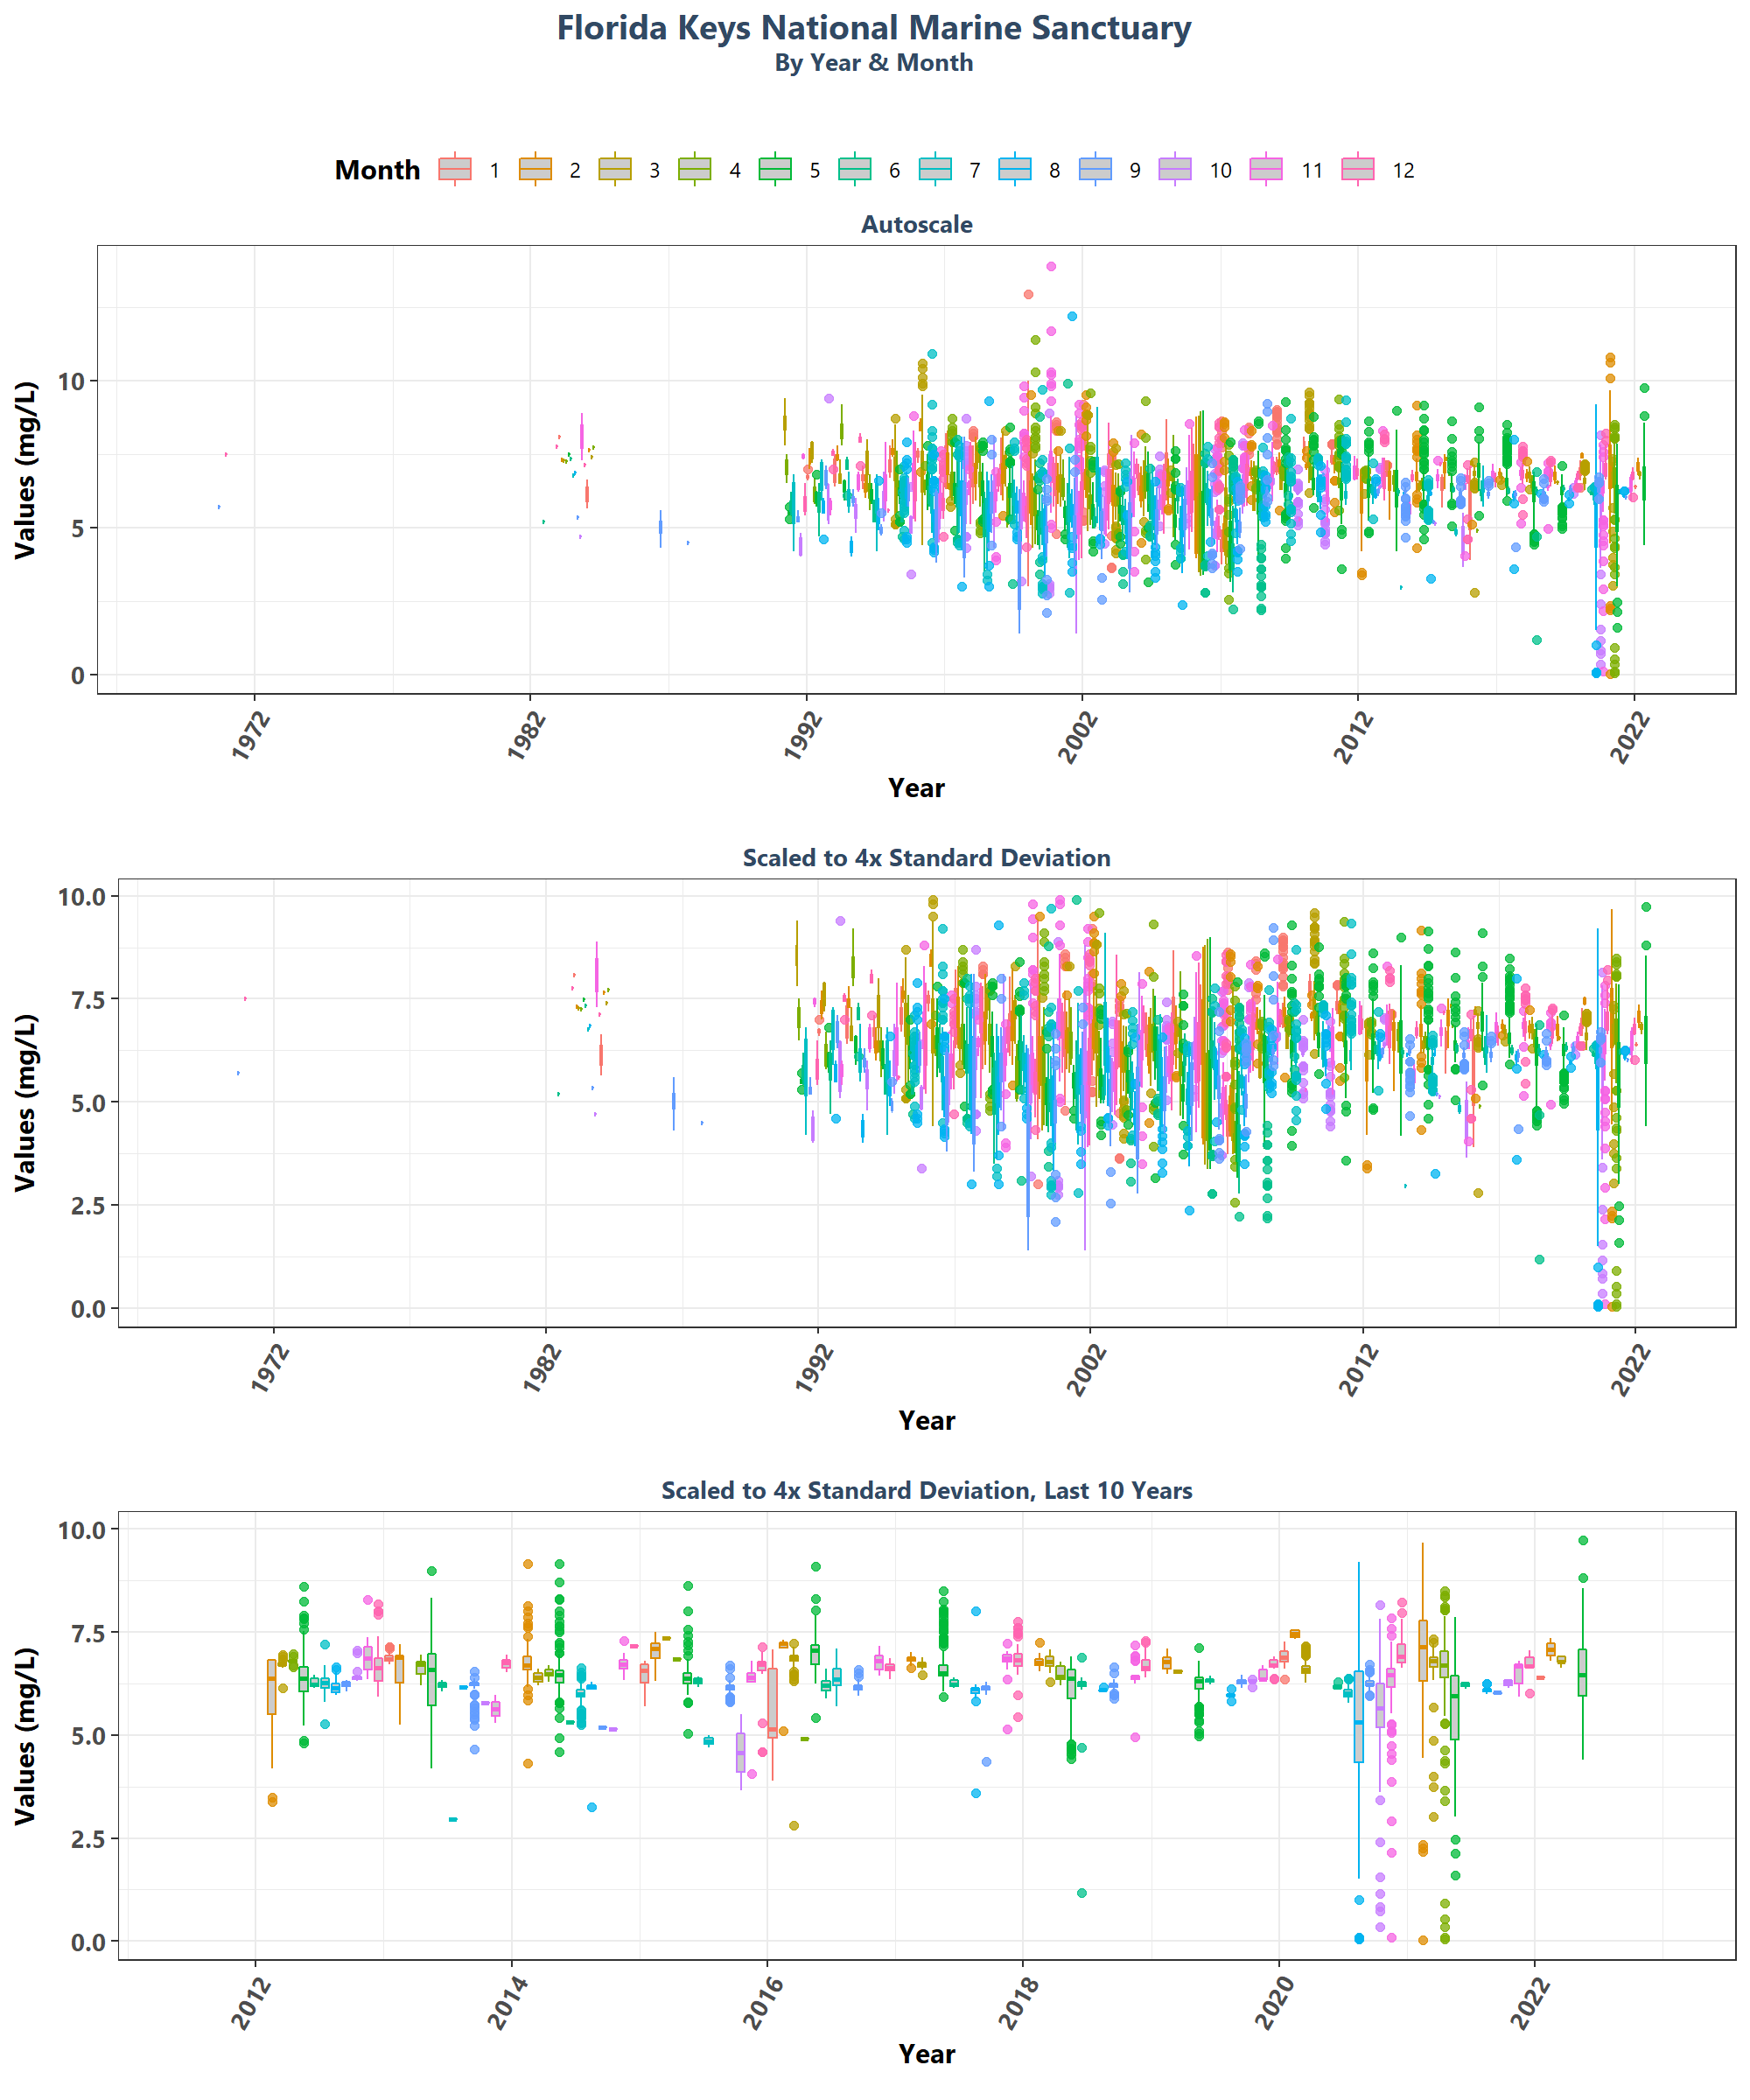 Florida Keys National Marine Sanctuary
By Year & Month
Month 1 2 3 4 5 6 7 8 9 10 11 12
Autoscale
Values (mg/L)
10
5
0
1972 1982 1992 2002 2012 2022
Year
Scaled to 4x Standard Deviation
Values (mg/L)
10.0
7.5
5.0
2.5
0.0
1972 1982 1992 2002 2012 2022
Year
Scaled to 4x Standard Deviation, Last 10 Years
Values (mg/L)
10.0
7.5
5.0
2.5
0.0
2012 2014 2016 2018 2020 2022
Year